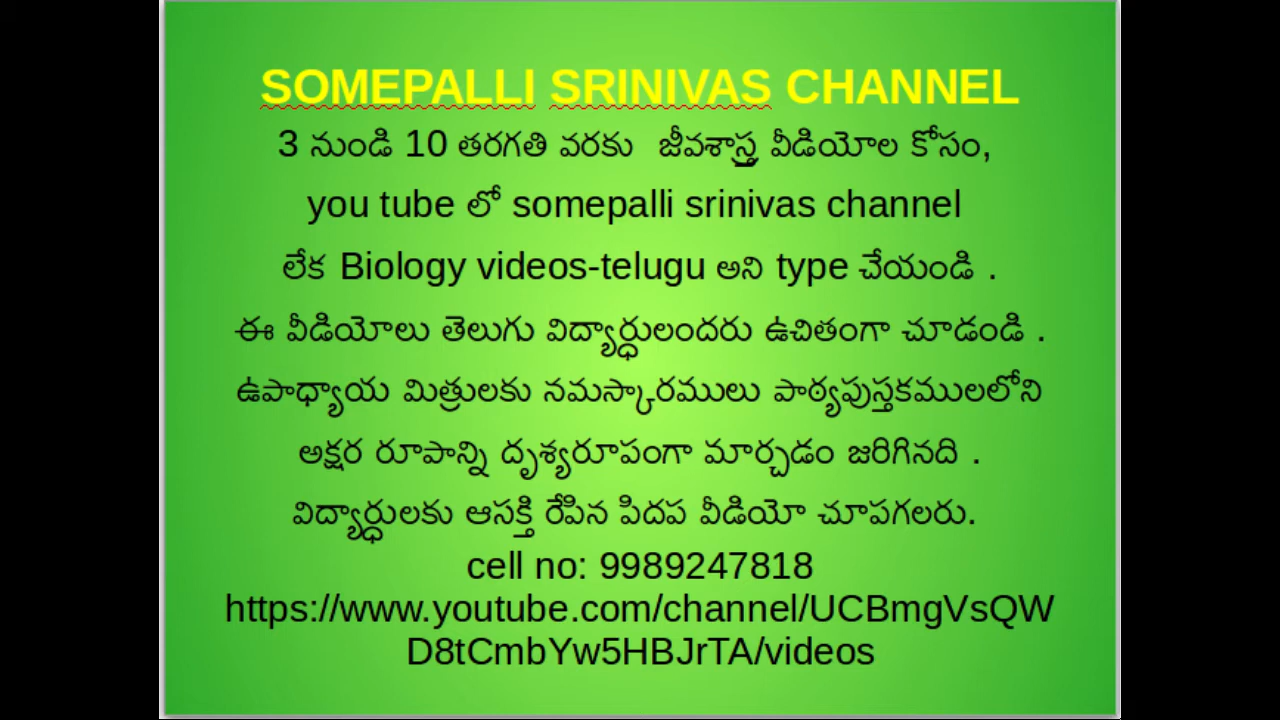 SOMEPALLI SRINIVAS CHANNEL
3 నుండి 10 తరగతి వరకు జీవశాస్త్ర వీడియోల కోసం,
you tube లో somepalli srinivas channel
లేక Biology videos-telugu అని type చేయండి .
ఈ వీడియోలు తెలుగు విద్యార్ధులందరు ఉచితంగా చూడండి .
ఉపాధ్యాయ మిత్రులకు నమస్కారములు పాఠ్యపుస్తకములలోని
అక్షర రూపాన్ని దృశ్యరూపంగా మార్చడం జరిగినది .
విద్యార్ధులకు ఆసక్తి రేపిన పిదప వీడియో చూపగలరు.
cell no: 9989247818
https://www.youtube.com/channel/UCBmgVsQW
D8tCmbYw5HBJrTA/videos